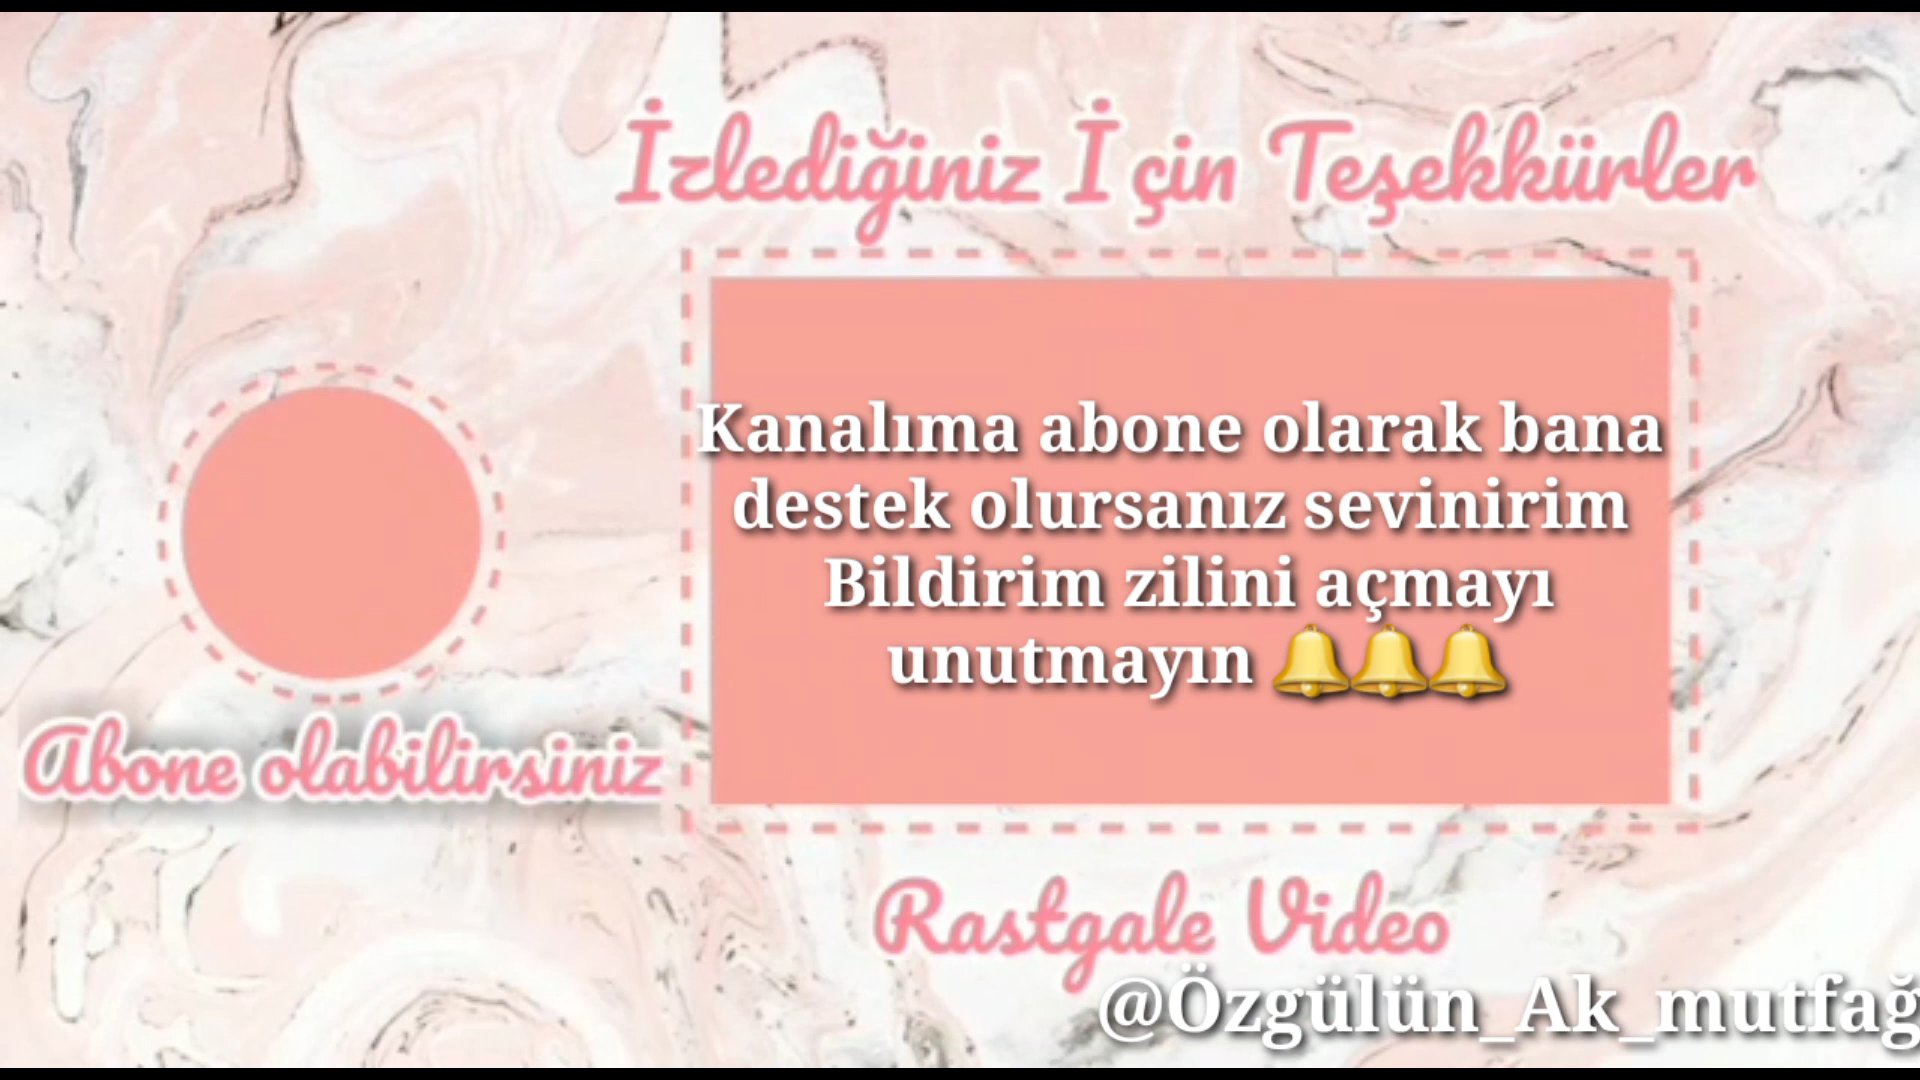 İzlediğiniz İçin Teşekkürler
Kanalıma abone olarak bana
destek olursanız sevinirim
Bildirim zilini açmayı
unutmayın 🔔🔔🔔
Abone olabilirsiniz
Rastgale Video
@Özgülün_Ak_mutfağ